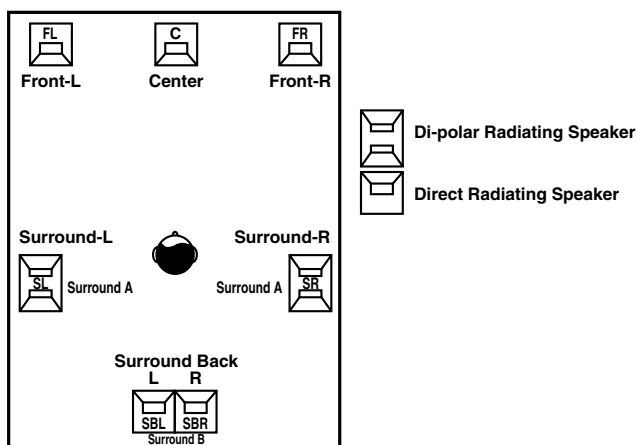 FL C FR
Front-L Center Front-R
Di-polar Radiating Speaker
Direct Radiating Speaker
Surround-L Surround-R
SL Surround A Surround A SR
Surround Back
L R
SBL SBR
Surround B